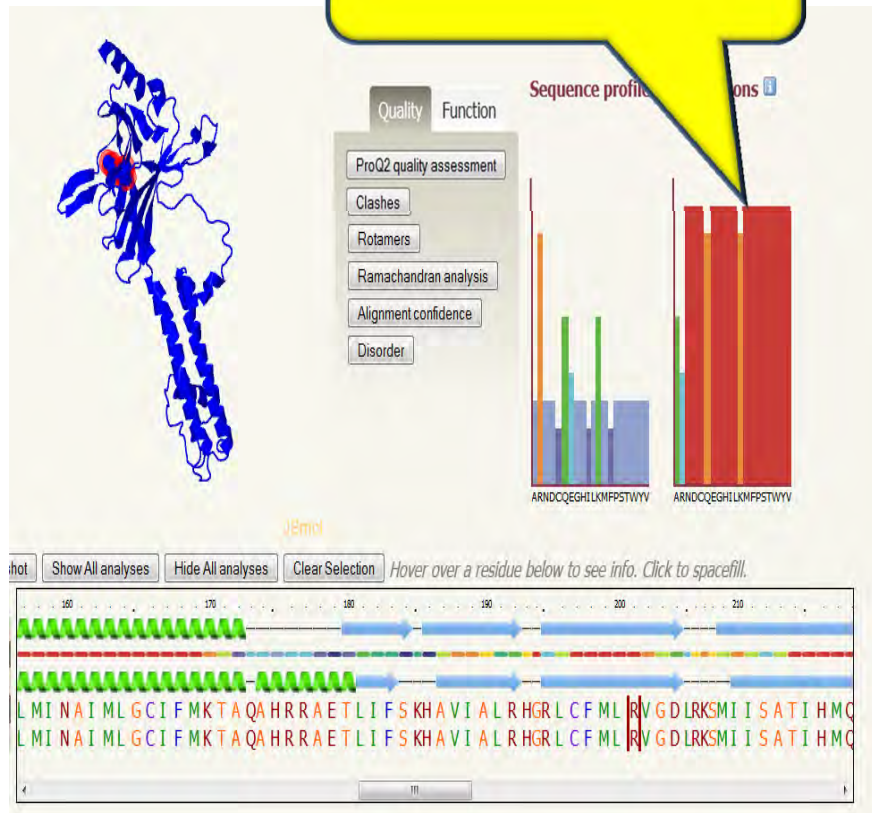 Sequence profile ons
Quality Function
ProQ2 quality assessment
Clashes
Rotamers
Ramachandran analysis
Alignment confidence
Disorder
ARNDCQEGHILKMFPSTWYV ARNDCQEGHILKMFPSTWYV
JSmol
shot Show All analyses Hide All analyses Clear Selection Hover over a residue below to see info. Click to spacefill.
160 170 180 190 200 210
L M I N A I M L G C I F M K T A Q A H R R A E T L I F S K H A V I A L R H G R L C F M L R V G D L R K S M I I S A T I H M Q
L M I N A I M L G C I F M K T A Q A H R R A E T L I F S K H A V I A L R H G R L C F M L R V G D L R K S M I I S A T I H M Q